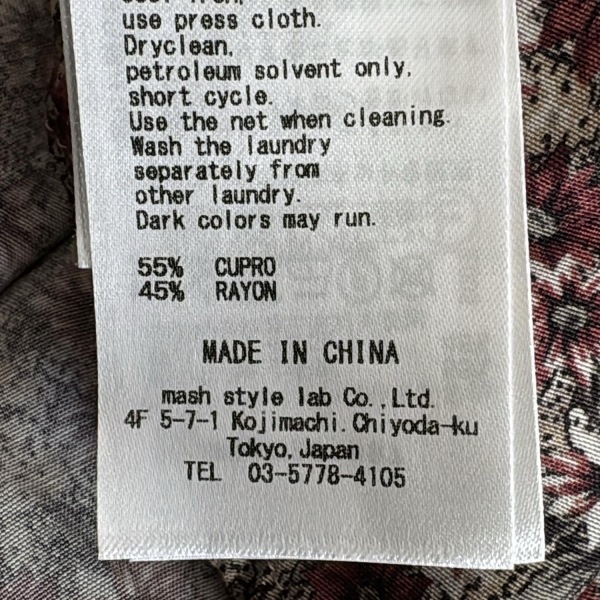 use press cloth.
Dryclean,
petroleum solvent only,
short cycle.
Use the net when cleaning.
Wash the laundry
separately from
other laundry.
Dark colors may run.
55% CUPRO
45% RAYON
MADE IN CHINA
mash style lab Co.,Ltd.
4F 5-7-1 Kojimachi.Chiyoda-ku
Tokyo,Japan
TEL 03-5778-4105